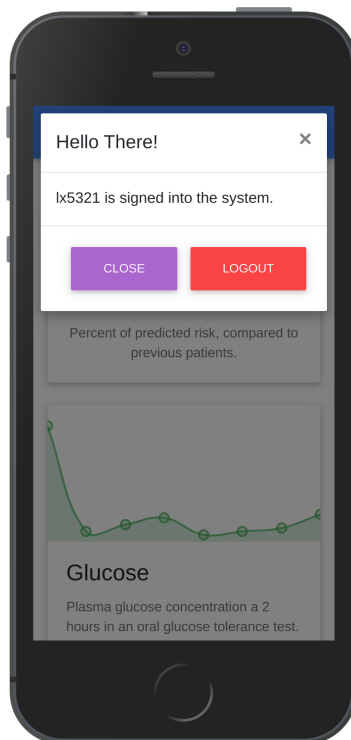 Hello There!
×
lx5321 is signed into the system.
CLOSE LOGOUT
Percent of predicted risk, compared to
previous patients.
Glucose
Plasma glucose concentration a 2
hours in an oral glucose tolerance test.